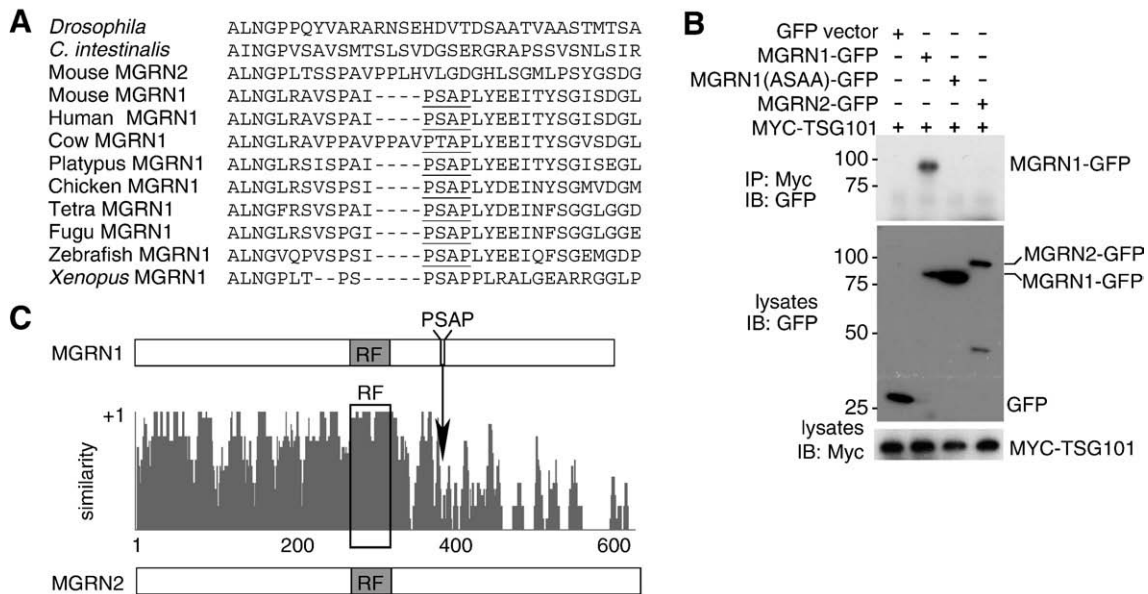 A
Drosophila ALNGPPQYVARARNSEHDVTDSAATVAASTMTSA
C. intestinalis AINGPVSAVSMTSLSVDGSERGRAPSSVSNLSIR
Mouse MGRN2 ALNGPLTSSPAVPPLHVLGDGHLSGMLPSYGSDG
Mouse MGRN1 ALNGLRAVSPAI----PSAPLYEEITYSGISDGL
Human MGRN1 ALNGLRAVSPAI----PSAPLYEEITYSGISDGL
Cow MGRN1 ALNGLRAVPPAVPPAVPTAPLYEEITYSGISDGL
Platypus MGRN1 ALNGLRSISPAI----PSAPLYEEITYSGISEGL
Chicken MGRN1 ALNGLRSVSPSI----PSAPLYDEINYSGMVDGM
Tetra MGRN1 ALNGFRSVSPAI----PSAPLYDEINFSGGLGGD
Fugu MGRN1 ALNGLRSVSPGI----PSAPLYDEINFSGGLGGE
Zebrafish MGRN1 ALNGVQPVSPSI----PSAPLYEEIQFSGEMGDP
Xenopus MGRN1 ALNGPLT--PS-----PSAPPLRALGEARRGGLP
B
GFP vector + - - -
MGRN1-GFP - + - -
MGRN1(ASAA)-GFP - - + -
MGRN2-GFP - - - +
MYC-TSG101 + + + +
IP: Myc
IB: GFP
100
75
MGRN1-GFP
lysates
IB: GFP
100
75
50
25
MGRN2-GFP
MGRN1-GFP
GFP
lysates
IB: Myc
MYC-TSG101
C
PSAP
MGRN1
RF
RF
+1
similarity
1 200 400 600
MGRN2
RF